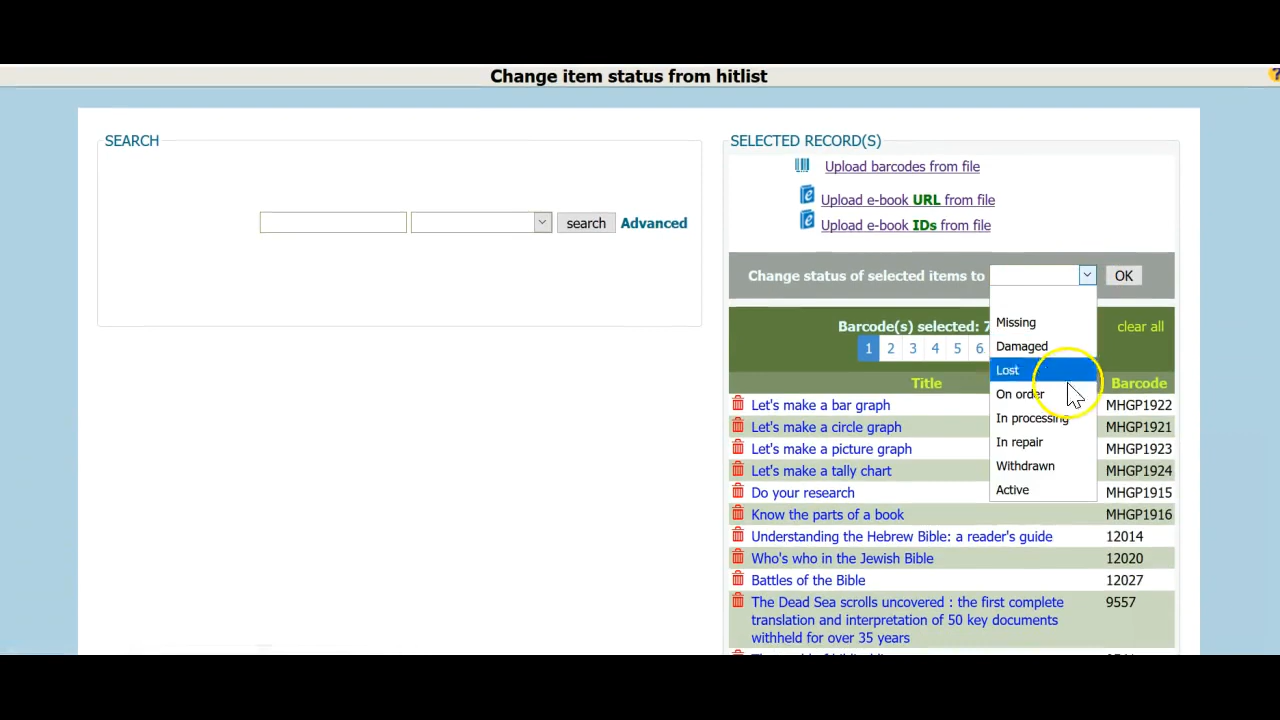 Change item status from hitlist
?
SEARCH
search
Advanced
SELECTED RECORD(S)
Upload barcodes from file
Upload e-book URL from file
Upload e-book IDs from file
Change status of selected items to
OK
Missing
Damaged
Lost
On order
In processing
In repair
Withdrawn
Active
Barcode(s) selected: 7
clear all
1 2 3 4 5 6
Title Barcode
Let's make a bar graph MHGP1922
Let's make a circle graph MHGP1921
Let's make a picture graph MHGP1923
Let's make a tally chart MHGP1924
Do your research MHGP1915
Know the parts of a book MHGP1916
Understanding the Hebrew Bible: a reader's guide 12014
Who's who in the Jewish Bible 12020
Battles of the Bible 12027
The Dead Sea scrolls uncovered : the first complete 9557
translation and interpretation of 50 key documents
withheld for over 35 years